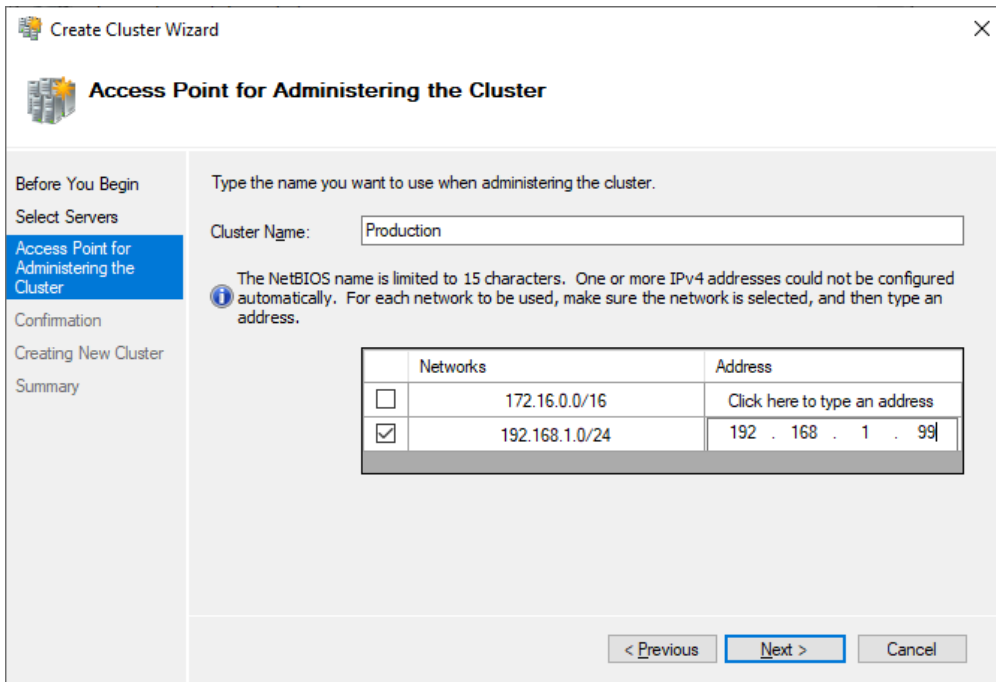 Create Cluster Wizard
Access Point for Administering the Cluster
Before You Begin
Select Servers
Access Point for
Administering the
Cluster
Confirmation
Creating New Cluster
Summary
Type the name you want to use when administering the cluster.
Cluster Name: Production
The NetBIOS name is limited to 15 characters. One or more IPv4 addresses could not be configured
automatically. For each network to be used, make sure the network is selected, and then type an
address.
Networks Address
172.16.0.0/16 Click here to type an address
192.168.1.0/24 192 . 168 . 1 . 99
< Previous Next > Cancel